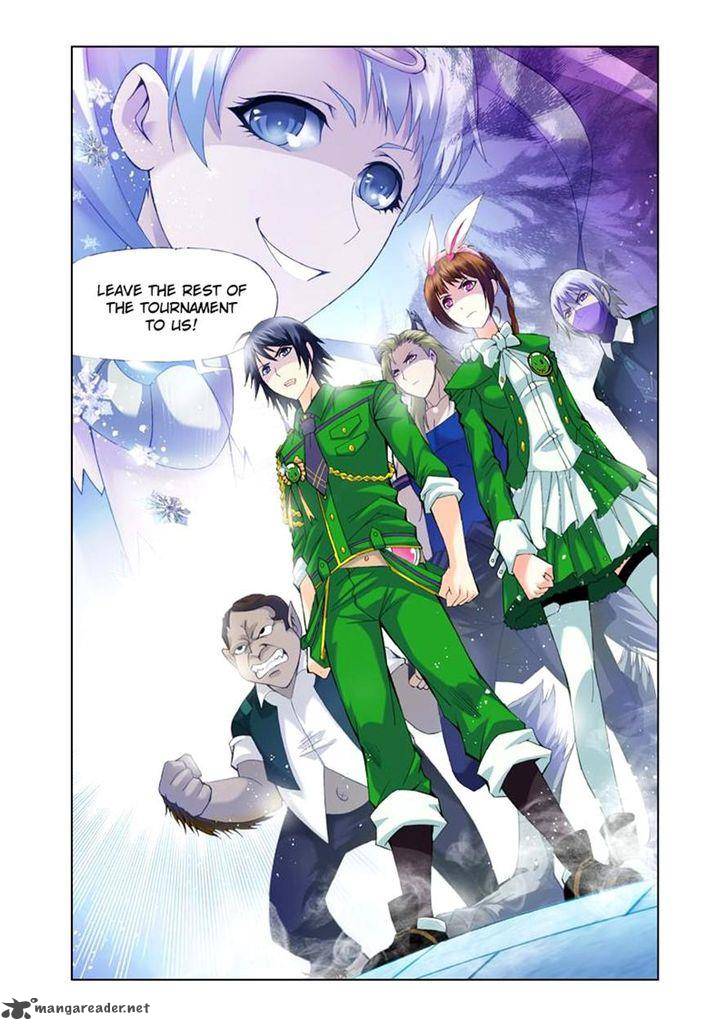 LEAVE THE REST OF
THE TOURNAMENT
TO US!
mangareader.net